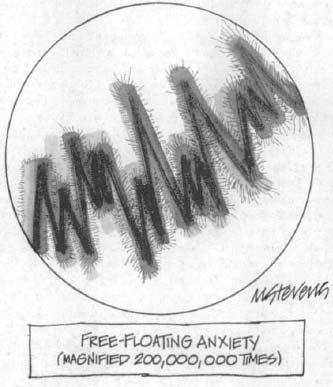 MStevens
FREE-FLOATING ANXIETY
(MAGNIFIED 200,000,000 TIMES)